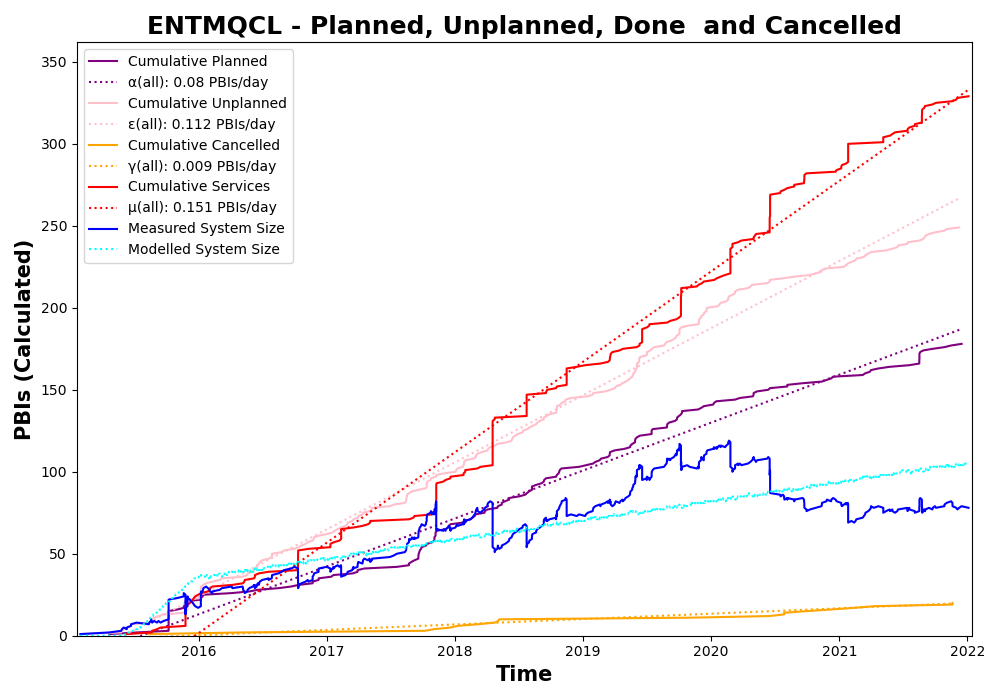 ENTMQCL - Planned, Unplanned, Done  and Cancelled
PBIs (Calculated)
350
300
250
200
150
100
50
0
Cumulative Planned
α(all): 0.08 PBIs/day
Cumulative Unplanned
ε(all): 0.112 PBIs/day
Cumulative Cancelled
γ(all): 0.009 PBIs/day
Cumulative Services
μ(all): 0.151 PBIs/day
Measured System Size
Modelled System Size
2016 2017 2018 2019 2020 2021 2022
Time